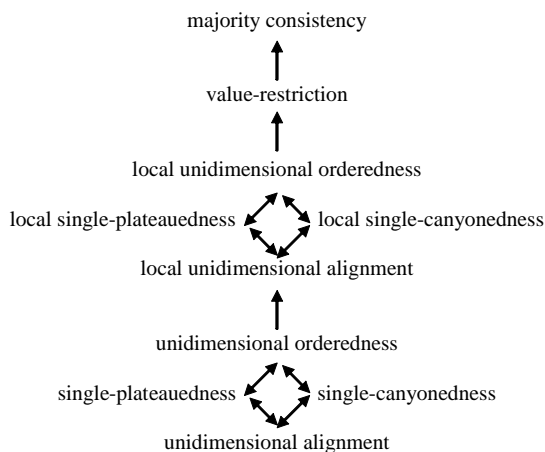 majority consistency
value-restriction
local unidimensional orderedness
local single-plateauedness local single-canyonedness
local unidimensional alignment
unidimensional orderedness
single-plateauedness single-canyonedness
unidimensional alignment